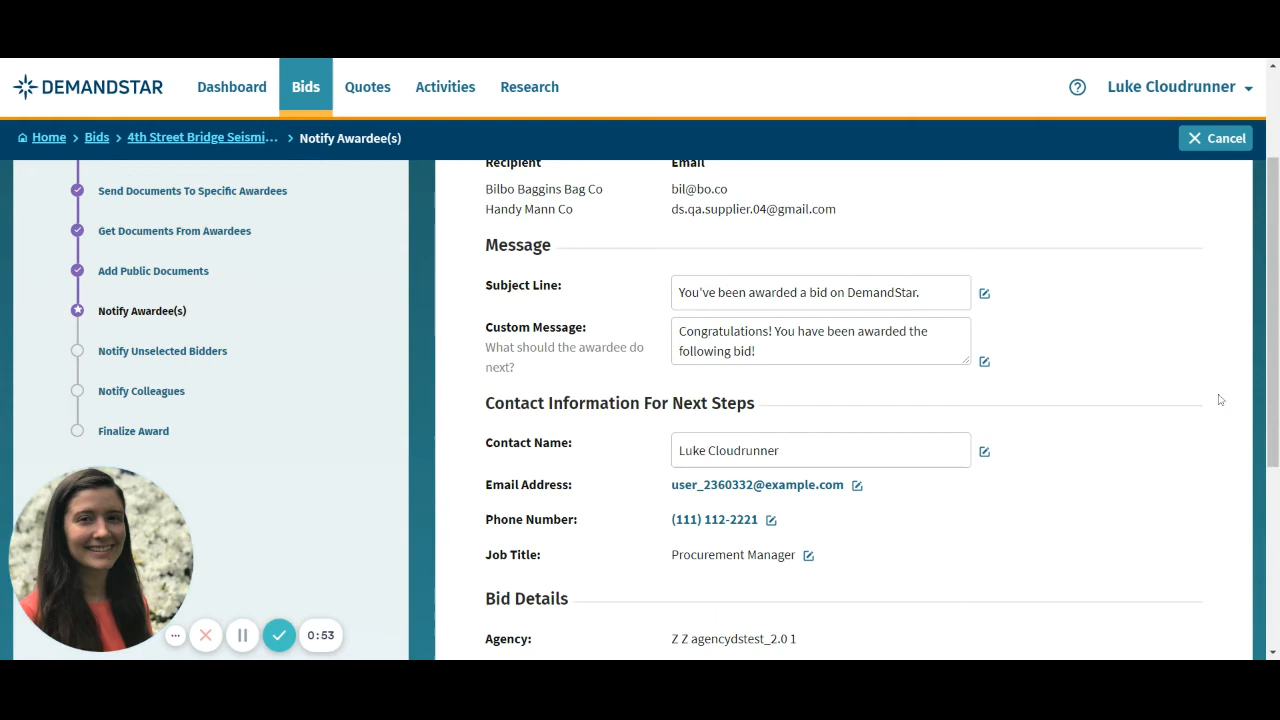 DEMANDSTAR
Dashboard
Bids
Quotes
Activities
Research
?
Luke Cloudrunner
Home > Bids > 4th Street Bridge Seismi... > Notify Awardee(s)
Cancel
Send Documents To Specific Awardees
Get Documents From Awardees
Add Public Documents
Notify Awardee(s)
Notify Unselected Bidders
Notify Colleagues
Finalize Award
Recipient Email
Bilbo Baggins Bag Co bil@bo.co
Handy Mann Co ds.qa.supplier.04@gmail.com
Message
Subject Line: You've been awarded a bid on DemandStar.
Custom Message:
What should the awardee do
next?
Congratulations! You have been awarded the
following bid!
Contact Information For Next Steps
Contact Name: Luke Cloudrunner
Email Address: user_2360332@example.com
Phone Number: (111) 112-2221
Job Title: Procurement Manager
Bid Details
Agency: Z Z agencydstest_2.0 1
0:53